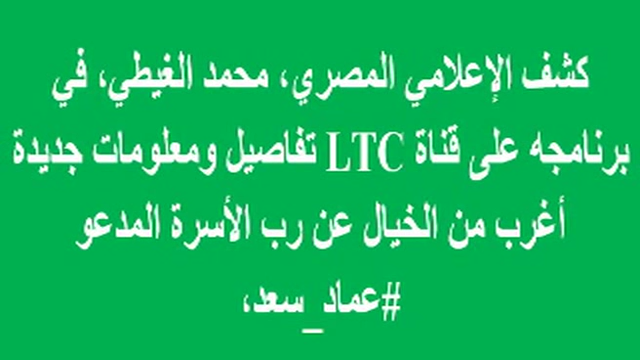 كشف الإعلامي المصري، محمد الغيطي، في
برنامجه على قناة LTC تفاصيل ومعلومات جديدة
أغرب من الخيال عن رب الأسرة المدعو
#عماد_سعد،